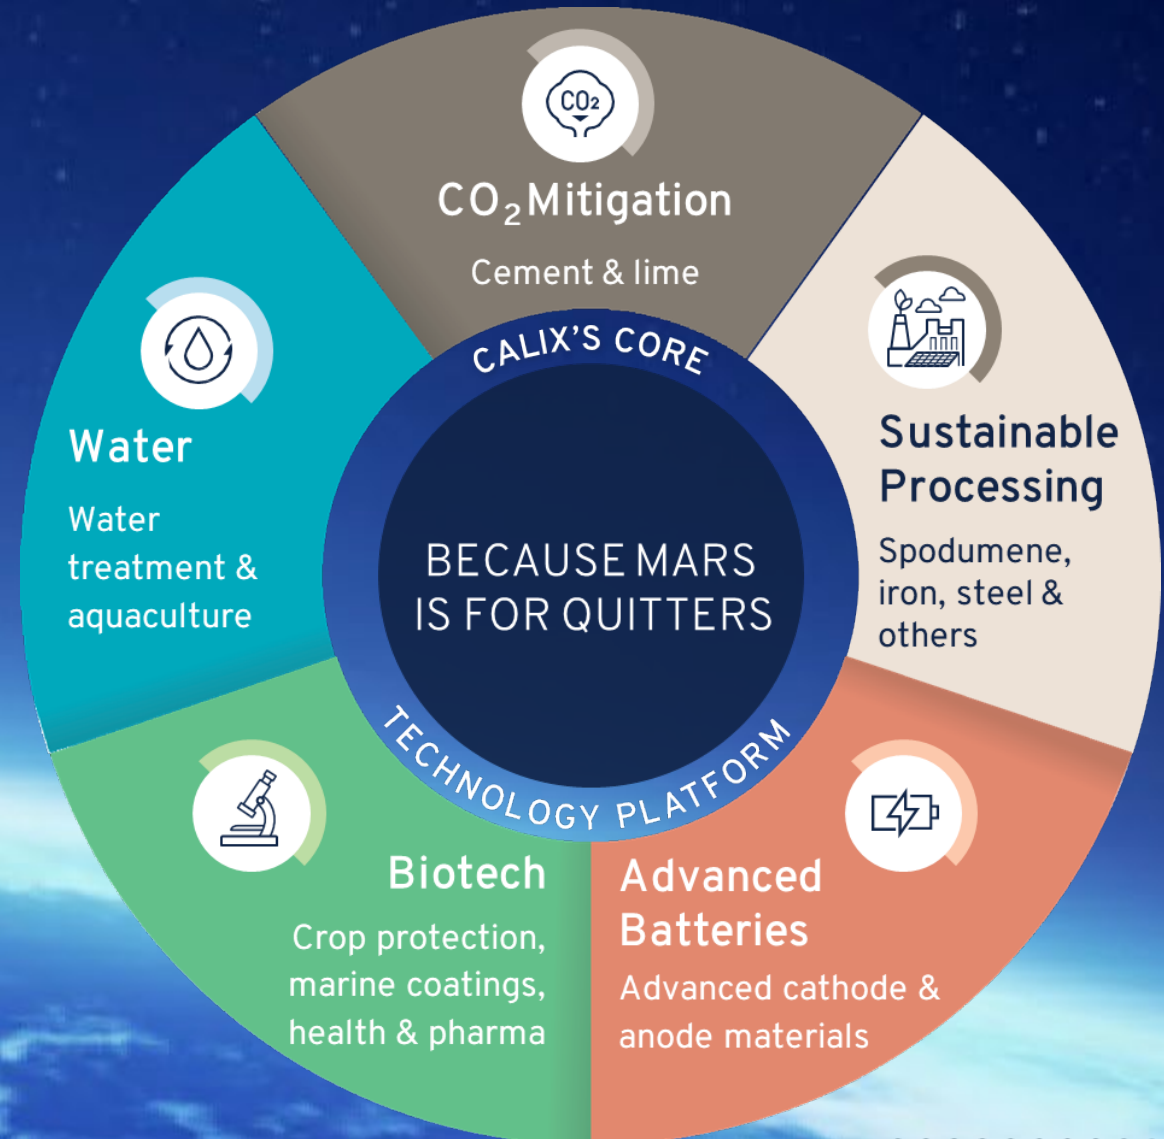 CO₂
CO₂ Mitigation
Cement & lime
Sustainable
Processing
Spodumene,
iron, steel &
others
Advanced
Batteries
Advanced cathode &
anode materials
Biotech
Crop protection,
marine coatings,
health & pharma
Water
Water
treatment &
aquaculture
CALIX'S CORE
BECAUSE MARS
IS FOR QUITTERS
TECHNOLOGY PLATFORM